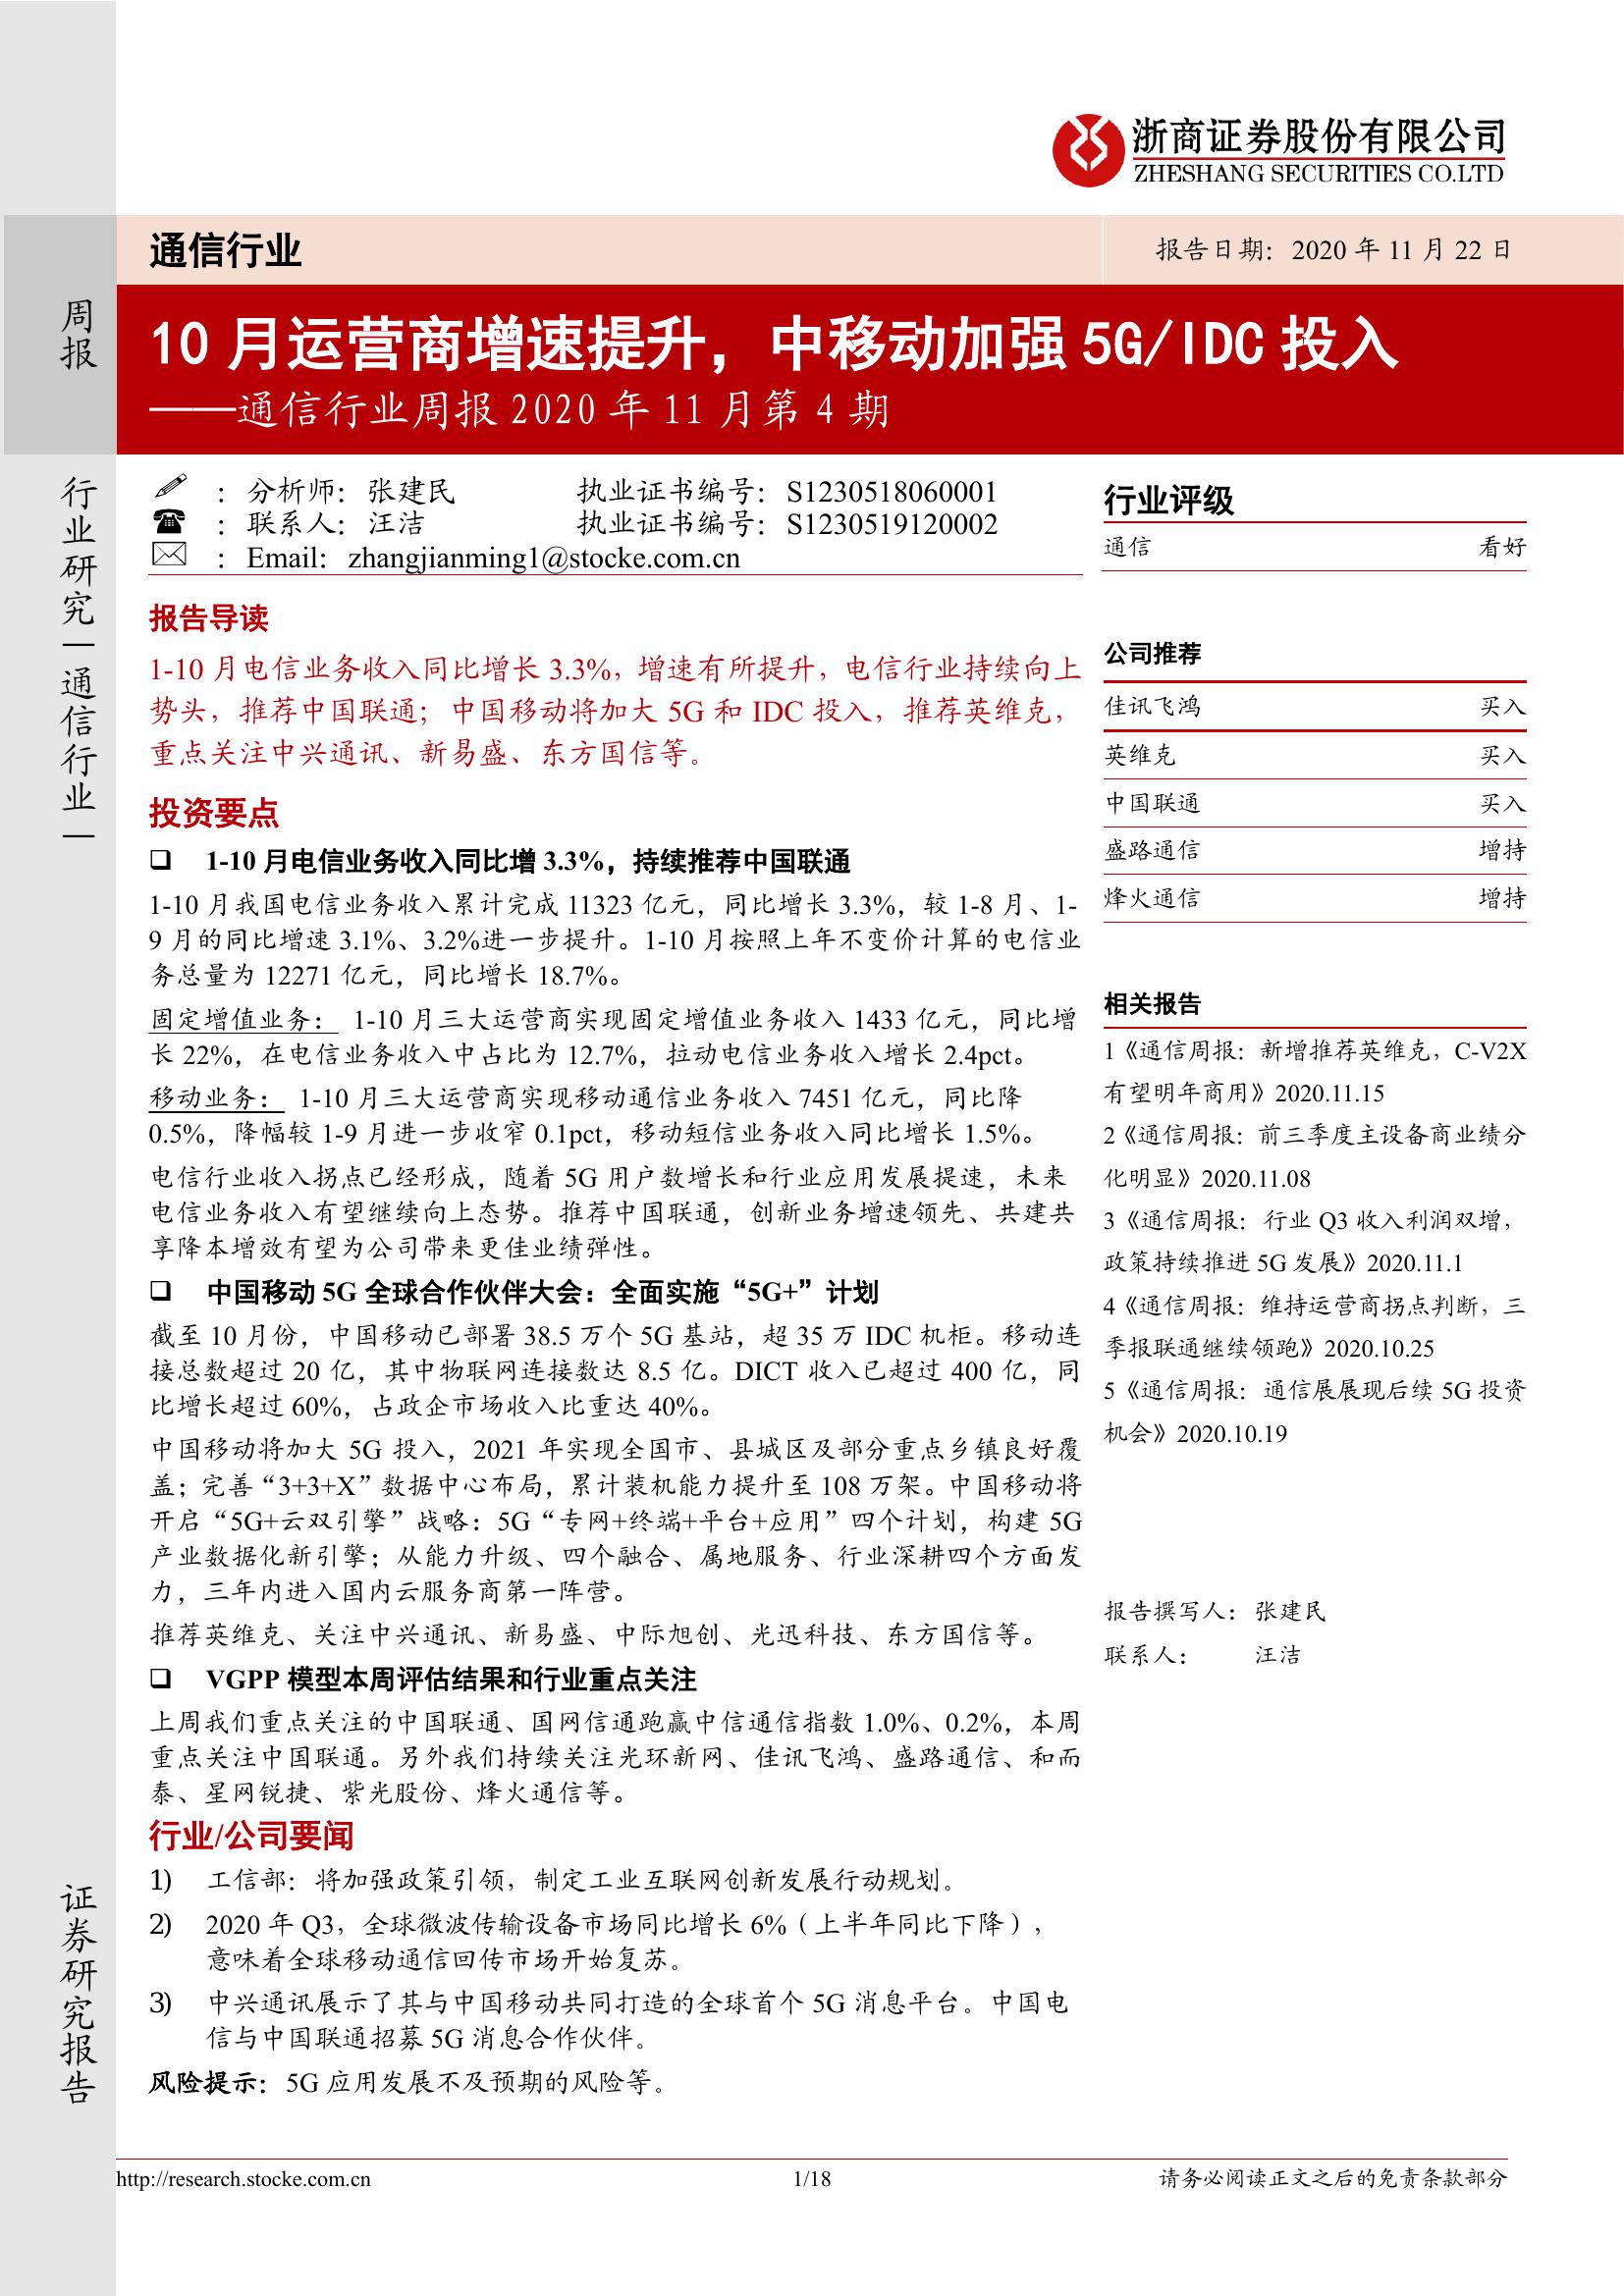 浙商证券股份有限公司
ZHESHANG SECURITIES CO.LTD
通信行业
报告日期：2020 年 11 月 22 日
周报
10 月运营商增速提升，中移动加强 5G/IDC 投入
——通信行业周报 2020 年 11 月第 4 期
行业研究｜通信行业｜
：分析师：张建民 执业证书编号：S1230518060001
：联系人：汪洁 执业证书编号：S1230519120002
：Email：zhangjianming1@stocke.com.cn
报告导读
1-10 月电信业务收入同比增长 3.3%，增速有所提升，电信行业持续向上
势头，推荐中国联通；中国移动将加大 5G 和 IDC 投入，推荐英维克，
重点关注中兴通讯、新易盛、东方国信等。
投资要点
❑ 1-10 月电信业务收入同比增 3.3%，持续推荐中国联通
1-10 月我国电信业务收入累计完成 11323 亿元，同比增长 3.3%，较 1-8 月、1-
9 月的同比增速 3.1%、3.2%进一步提升。1-10 月按照上年不变价计算的电信业
务总量为 12271 亿元，同比增长 18.7%。
固定增值业务： 1-10 月三大运营商实现固定增值业务收入 1433 亿元，同比增
长 22%，在电信业务收入中占比为 12.7%，拉动电信业务收入增长 2.4pct。
移动业务： 1-10 月三大运营商实现移动通信业务收入 7451 亿元，同比降
0.5%，降幅较 1-9 月进一步收窄 0.1pct，移动短信业务收入同比增长 1.5%。
电信行业收入拐点已经形成，随着 5G 用户数增长和行业应用发展提速，未来
电信业务收入有望继续向上态势。推荐中国联通，创新业务增速领先、共建共
享降本增效有望为公司带来更佳业绩弹性。
❑ 中国移动 5G 全球合作伙伴大会：全面实施“5G+”计划
截至 10 月份，中国移动已部署 38.5 万个 5G 基站，超 35 万 IDC 机柜。移动连
接总数超过 20 亿，其中物联网连接数达 8.5 亿。DICT 收入已超过 400 亿，同
比增长超过 60%，占政企市场收入比重达 40%。
中国移动将加大 5G 投入，2021 年实现全国市、县城区及部分重点乡镇良好覆
盖；完善“3+3+X”数据中心布局，累计装机能力提升至 108 万架。中国移动将
开启“5G+云双引擎”战略：5G“专网+终端+平台+应用”四个计划，构建 5G
产业数据化新引擎；从能力升级、四个融合、属地服务、行业深耕四个方面发
力，三年内进入国内云服务商第一阵营。
推荐英维克、关注中兴通讯、新易盛、中际旭创、光迅科技、东方国信等。
❑ VGPP 模型本周评估结果和行业重点关注
上周我们重点关注的中国联通、国网信通跑赢中信通信指数 1.0%、0.2%，本周
重点关注中国联通。另外我们持续关注光环新网、佳讯飞鸿、盛路通信、和而
泰、星网锐捷、紫光股份、烽火通信等。
行业/公司要闻
1) 工信部：将加强政策引领，制定工业互联网创新发展行动规划。
2) 2020 年 Q3，全球微波传输设备市场同比增长 6%（上半年同比下降），
意味着全球移动通信回传市场开始复苏。
3) 中兴通讯展示了其与中国移动共同打造的全球首个 5G 消息平台。中国电
信与中国联通招募 5G 消息合作伙伴。
风险提示：5G 应用发展不及预期的风险等。
行业评级
通信 看好
公司推荐
佳讯飞鸿 买入
英维克 买入
中国联通 买入
盛路通信 增持
烽火通信 增持
相关报告
1《通信周报：新增推荐英维克，C-V2X
有望明年商用》2020.11.15
2《通信周报：前三季度主设备商业绩分
化明显》2020.11.08
3《通信周报：行业 Q3 收入利润双增，
政策持续推进 5G 发展》2020.11.1
4《通信周报：维持运营商拐点判断，三
季报联通继续领跑》2020.10.25
5《通信周报：通信展展现后续 5G 投资
机会》2020.10.19
报告撰写人：张建民
联系人： 汪洁
证券研究报告
http://research.stocke.com.cn
1/18
请务必阅读正文之后的免责条款部分